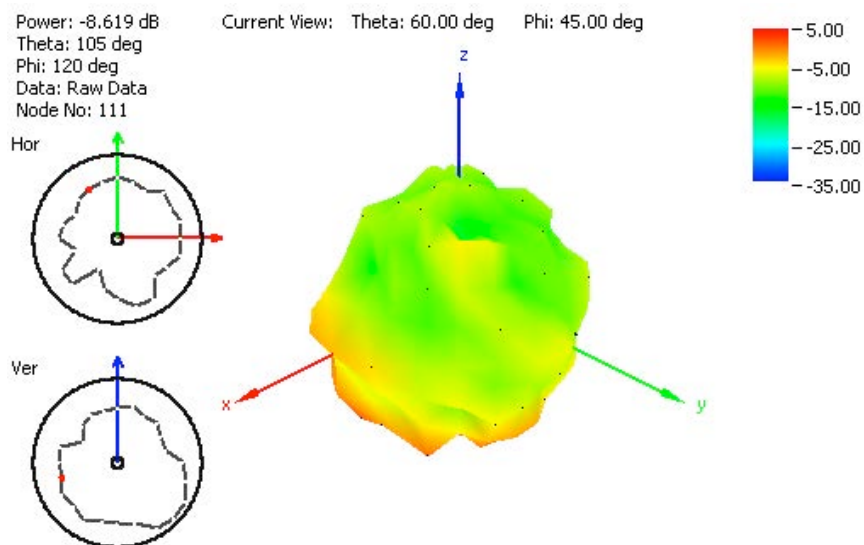 Power: -8.619 dB
Theta: 105 deg
Phi: 120 deg
Data: Raw Data
Node No: 111
Current View: Theta: 60.00 deg Phi: 45.00 deg
5.00
-5.00
-15.00
-25.00
-35.00
Hor
Ver
z
x
y